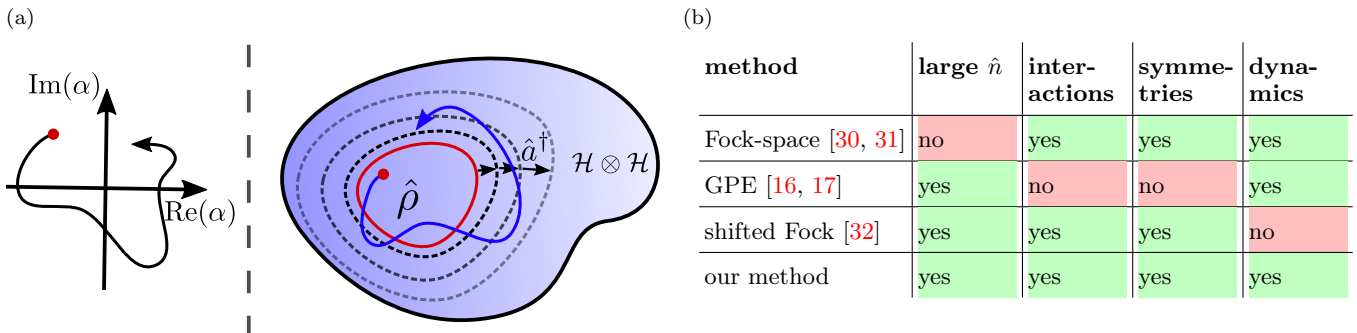 (a)
Im(α)
Re(α)
ρ̂
â†
ℋ ⊗ ℋ
(b)
method large n̂ inter-actions symme-tries dyna-mics
Fock-space [30, 31] no yes yes yes
GPE [16, 17] yes no no yes
shifted Fock [32] yes yes yes no
our method yes yes yes yes